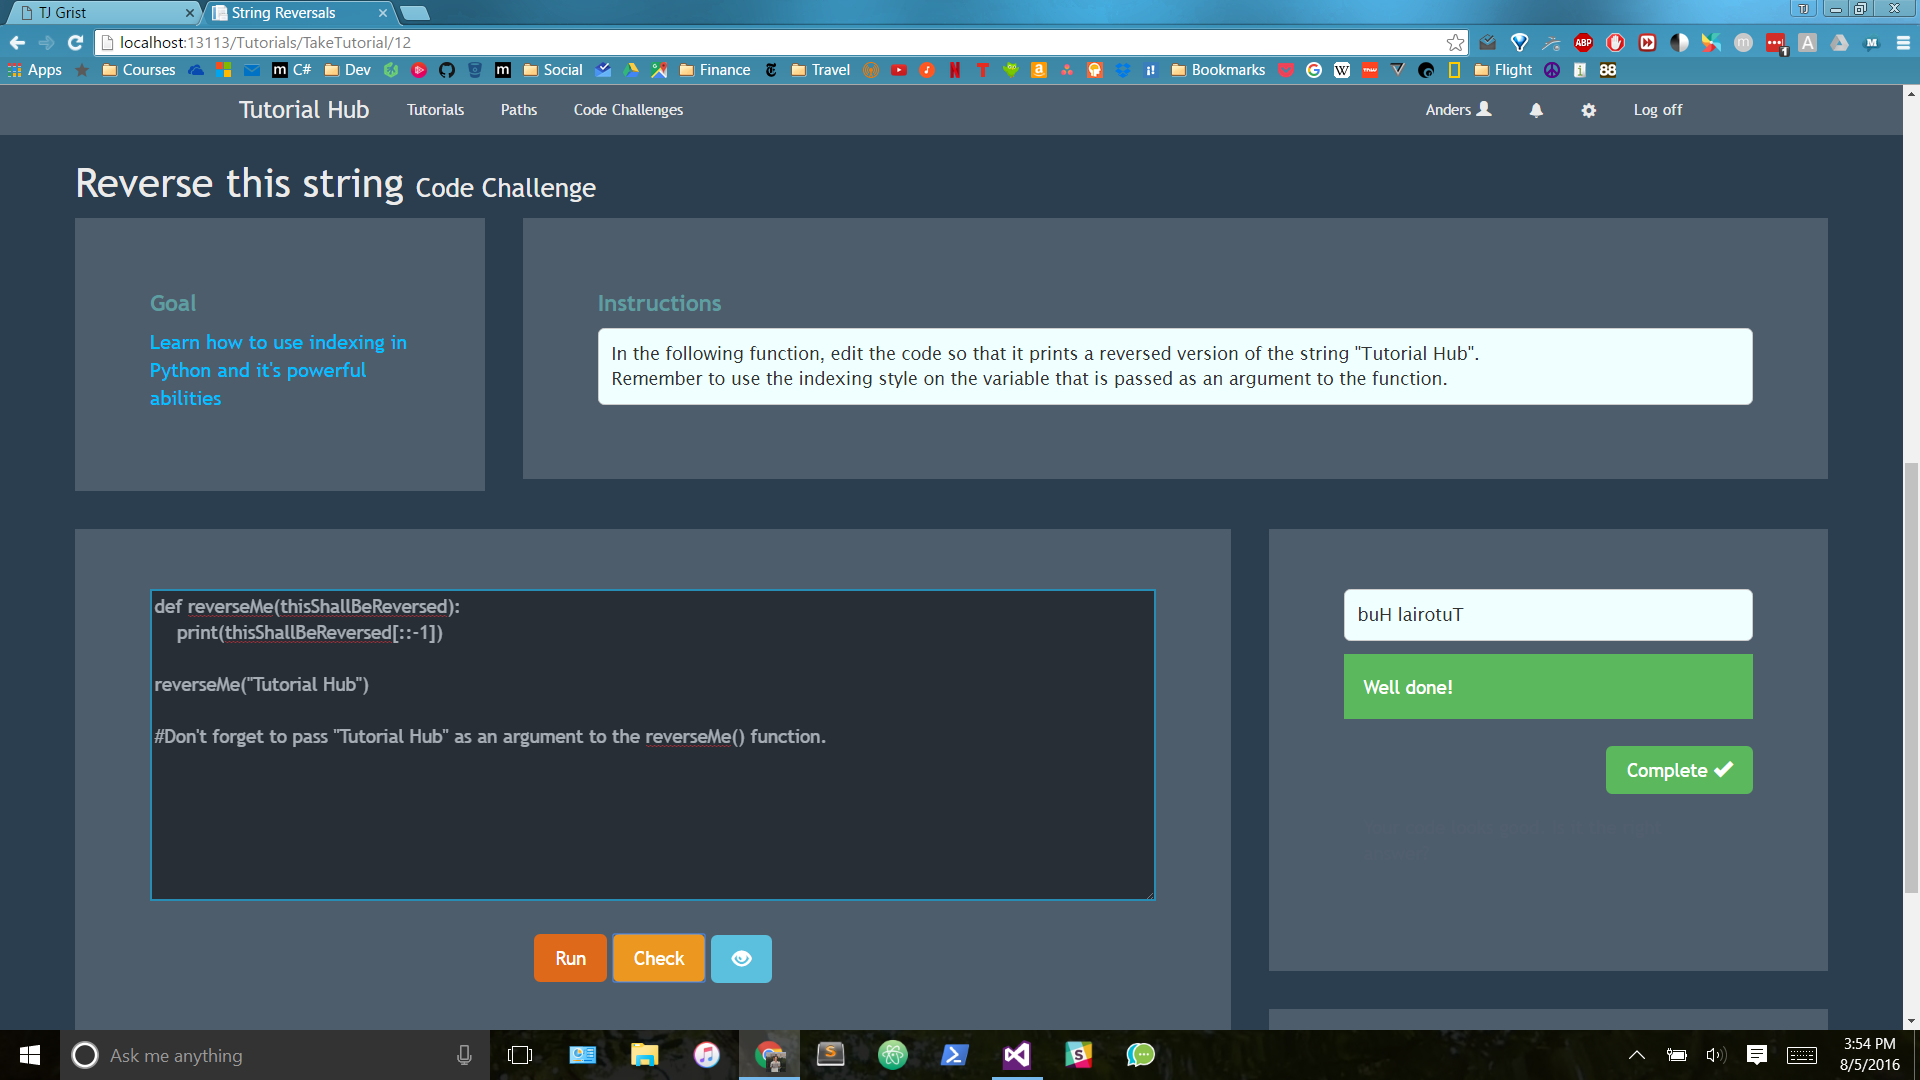 TJ Grist
String Reversals
TJ
localhost:13113/Tutorials/TakeTutorial/12
Apps
Courses
C#
Dev
Social
Finance
Travel
Bookmarks
Flight
Tutorial Hub
Tutorials
Paths
Code Challenges
Anders
Log off
Reverse this string Code Challenge
Goal
Learn how to use indexing in
Python and it's powerful
abilities
Instructions
In the following function, edit the code so that it prints a reversed version of the string "Tutorial Hub".
Remember to use the indexing style on the variable that is passed as an argument to the function.
def reverseMe(thisShallBeReversed):
print(thisShallBeReversed[::-1])
reverseMe("Tutorial Hub")
#Don't forget to pass "Tutorial Hub" as an argument to the reverseMe() function.
Run
Check
buH lairotuT
Well done!
Complete
Ask me anything
3:54 PM
8/5/2016